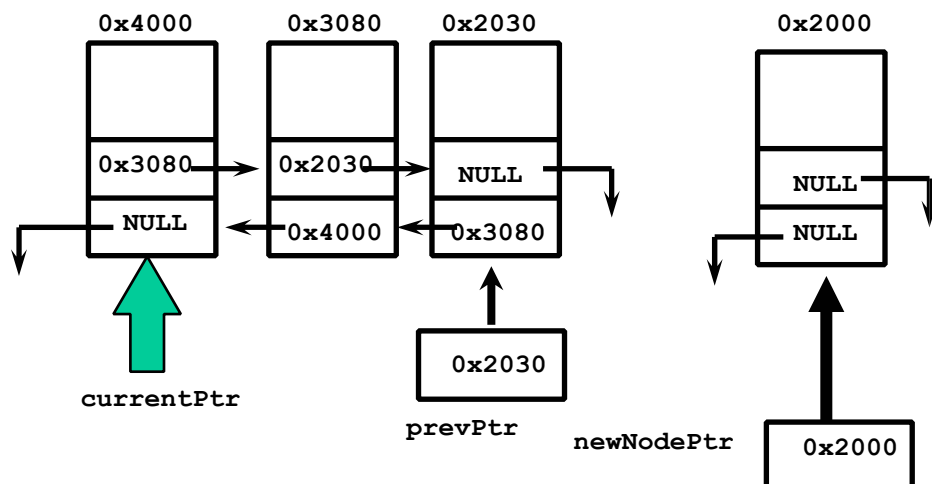 0x4000 0x3080 0x2030 0x2000
0x3080 0x2030 NULL NULL
NULL 0x4000 0x3080 NULL
0x2030
currentPtr
prevPtr
newNodePtr
0x2000